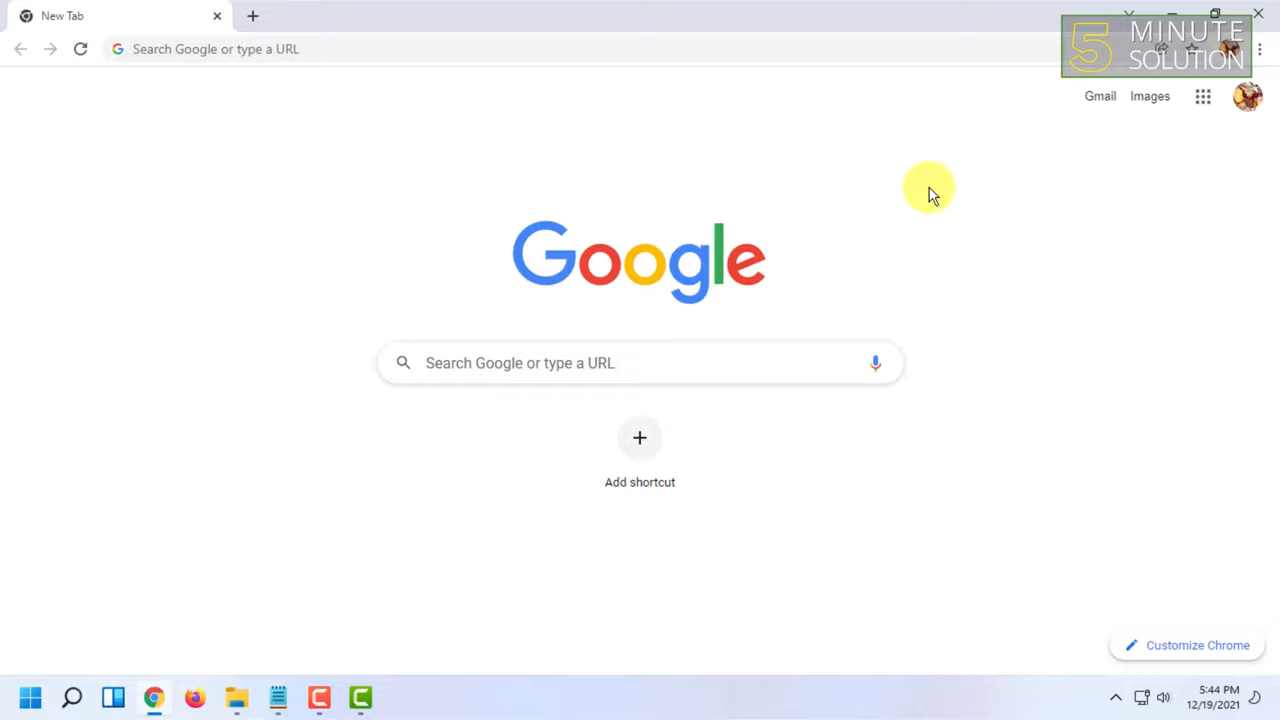 New Tab
Search Google or type a URL
5 MINUTE
SOLUTION
Gmail Images
Google
Search Google or type a URL
Add shortcut
Customize Chrome
5:44 PM
12/19/2021